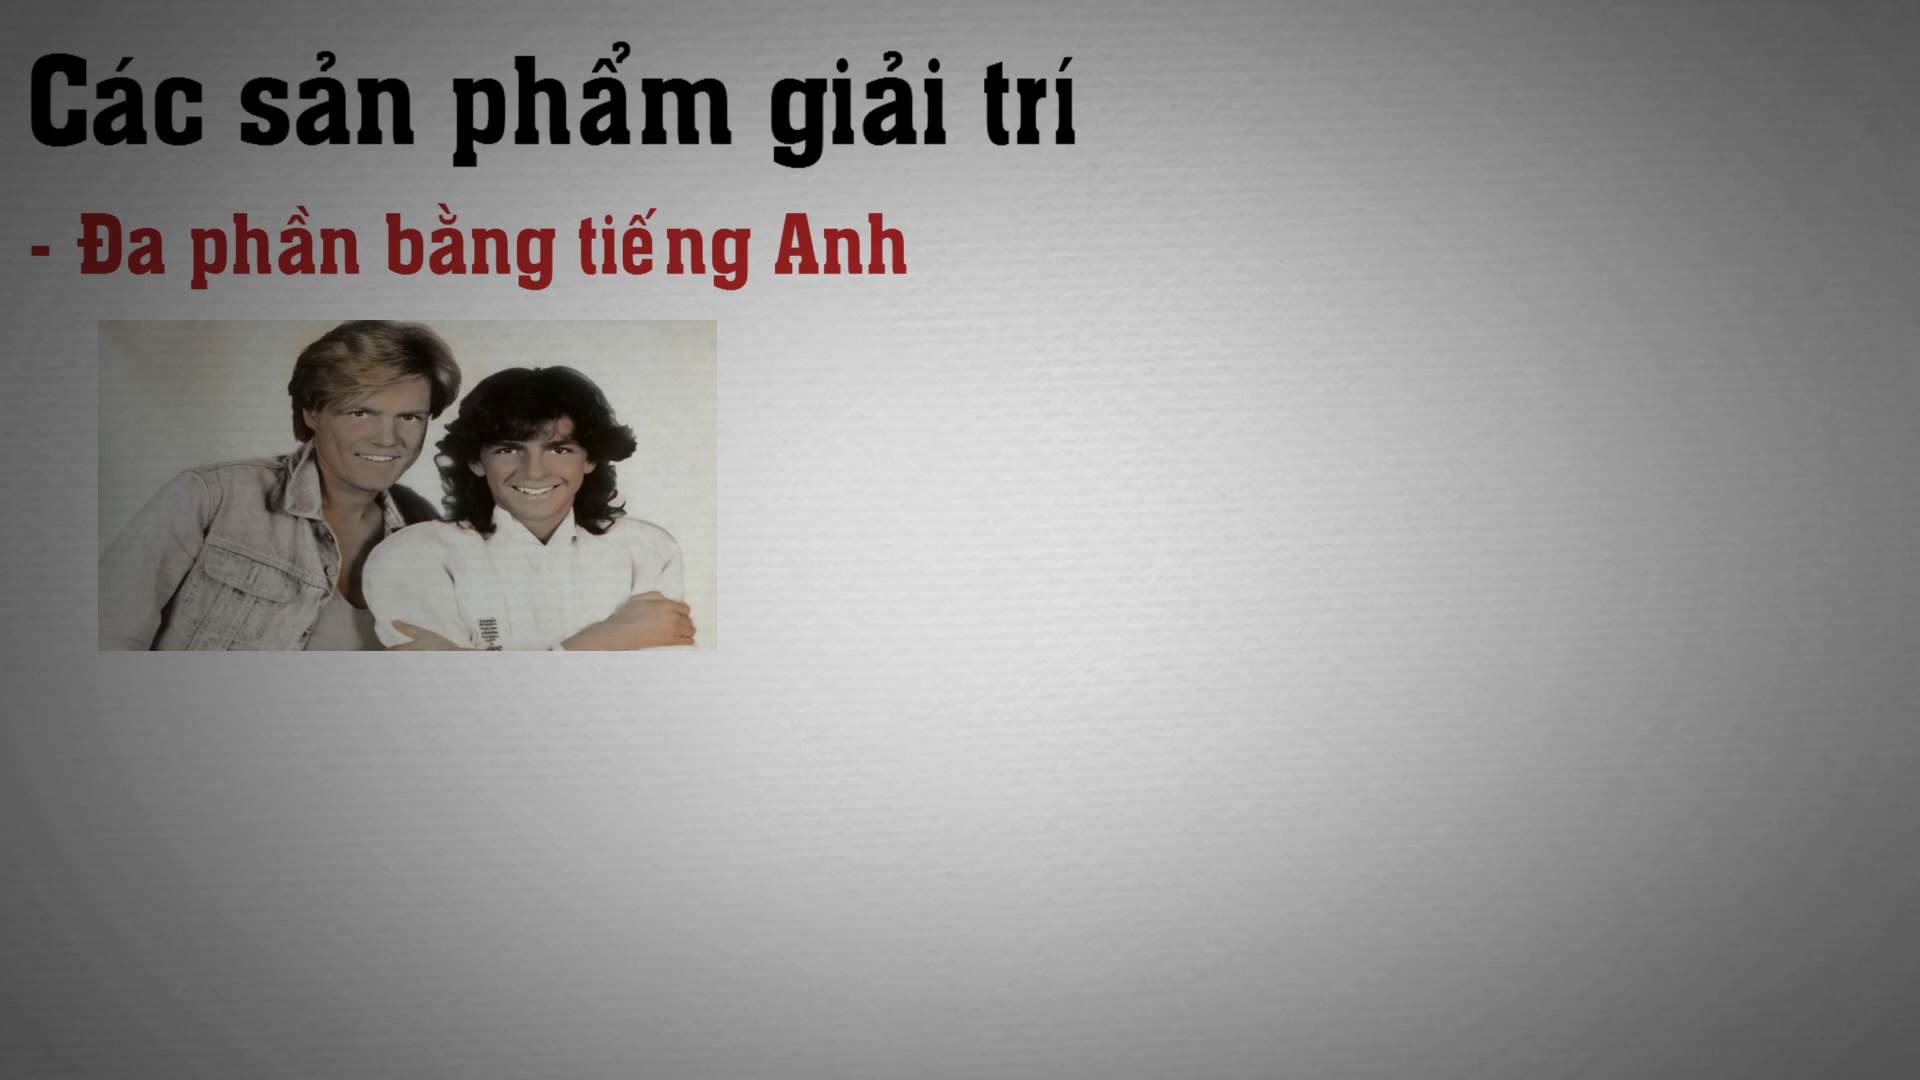 Các sản phẩm giải trí
- Đa phần bằng tiếng Anh